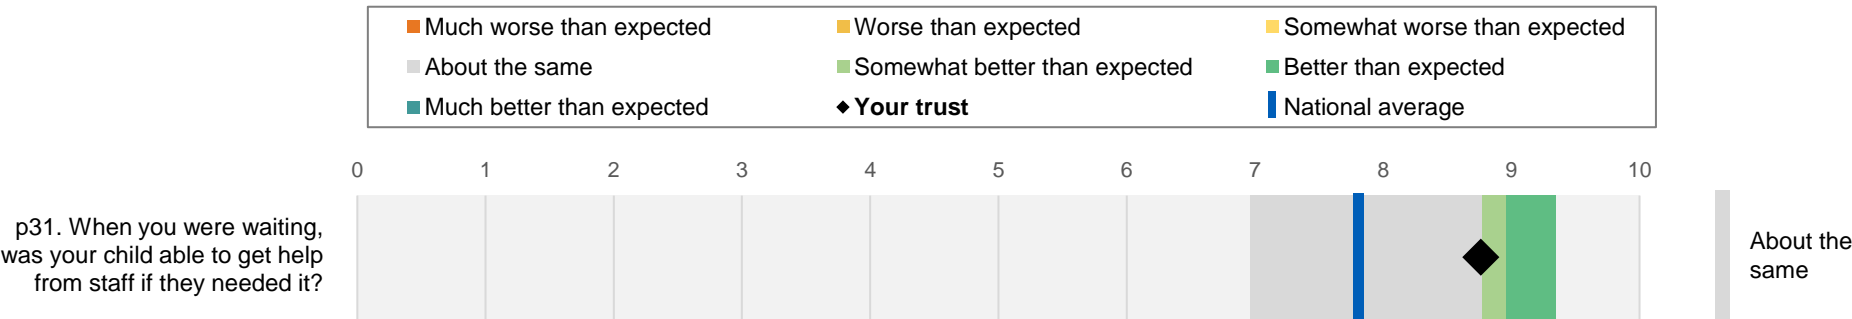 Much worse than expected Worse than expected Somewhat worse than expected
About the same Somewhat better than expected Better than expected
Much better than expected Your trust National average
0 1 2 3 4 5 6 7 8 9 10
p31. When you were waiting,
was your child able to get help
from staff if they needed it?
About the
same